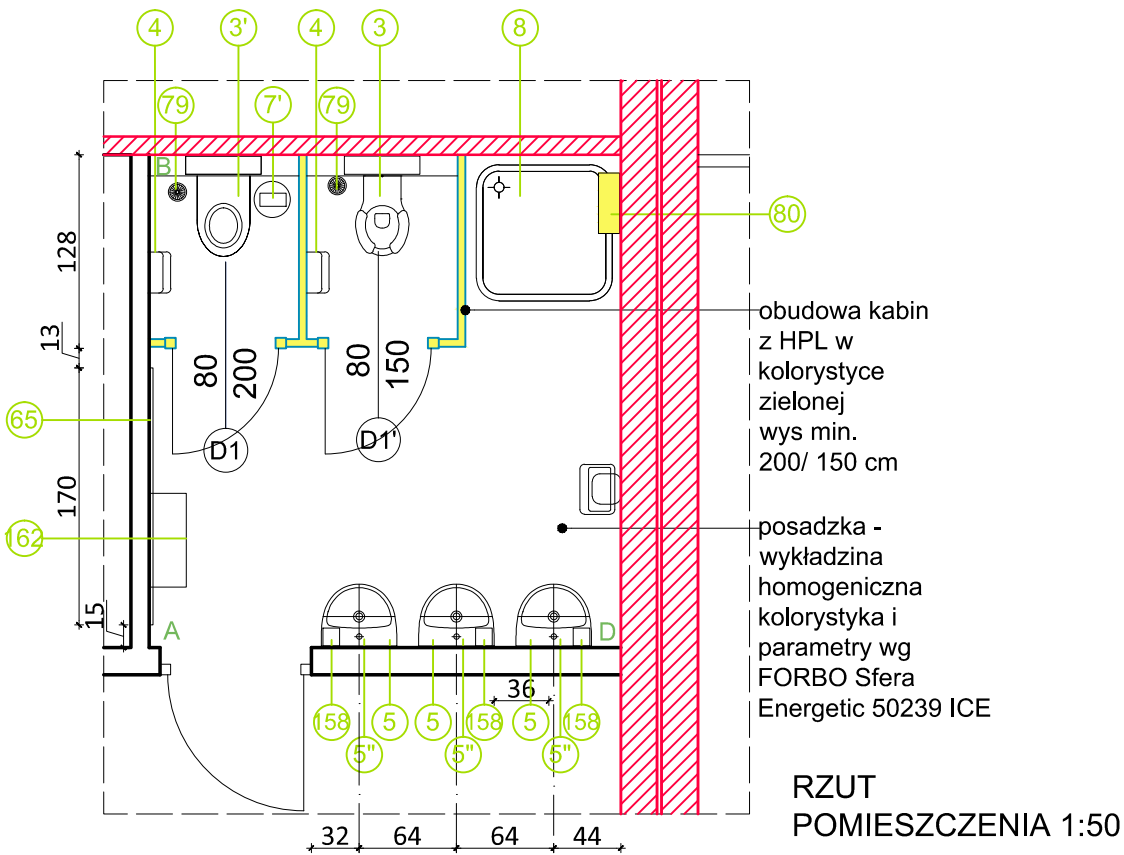 4
3'
4
3
8
79
7'
79
B
80
128
13
80
200
80
150
D1
D1'
65
170
162
15
A
D
obudowa kabin
z HPL w
kolorystyce
zielonej
wys min.
200/ 150 cm
posadzka -
wykładzina
homogeniczna
kolorystyka i
parametry wg
FORBO Sfera
Energetic 50239 ICE
36
158
5
5
158
5
158
5"
5"
5"
32
64
64
44
RZUT
POMIESZCZENIA 1:50